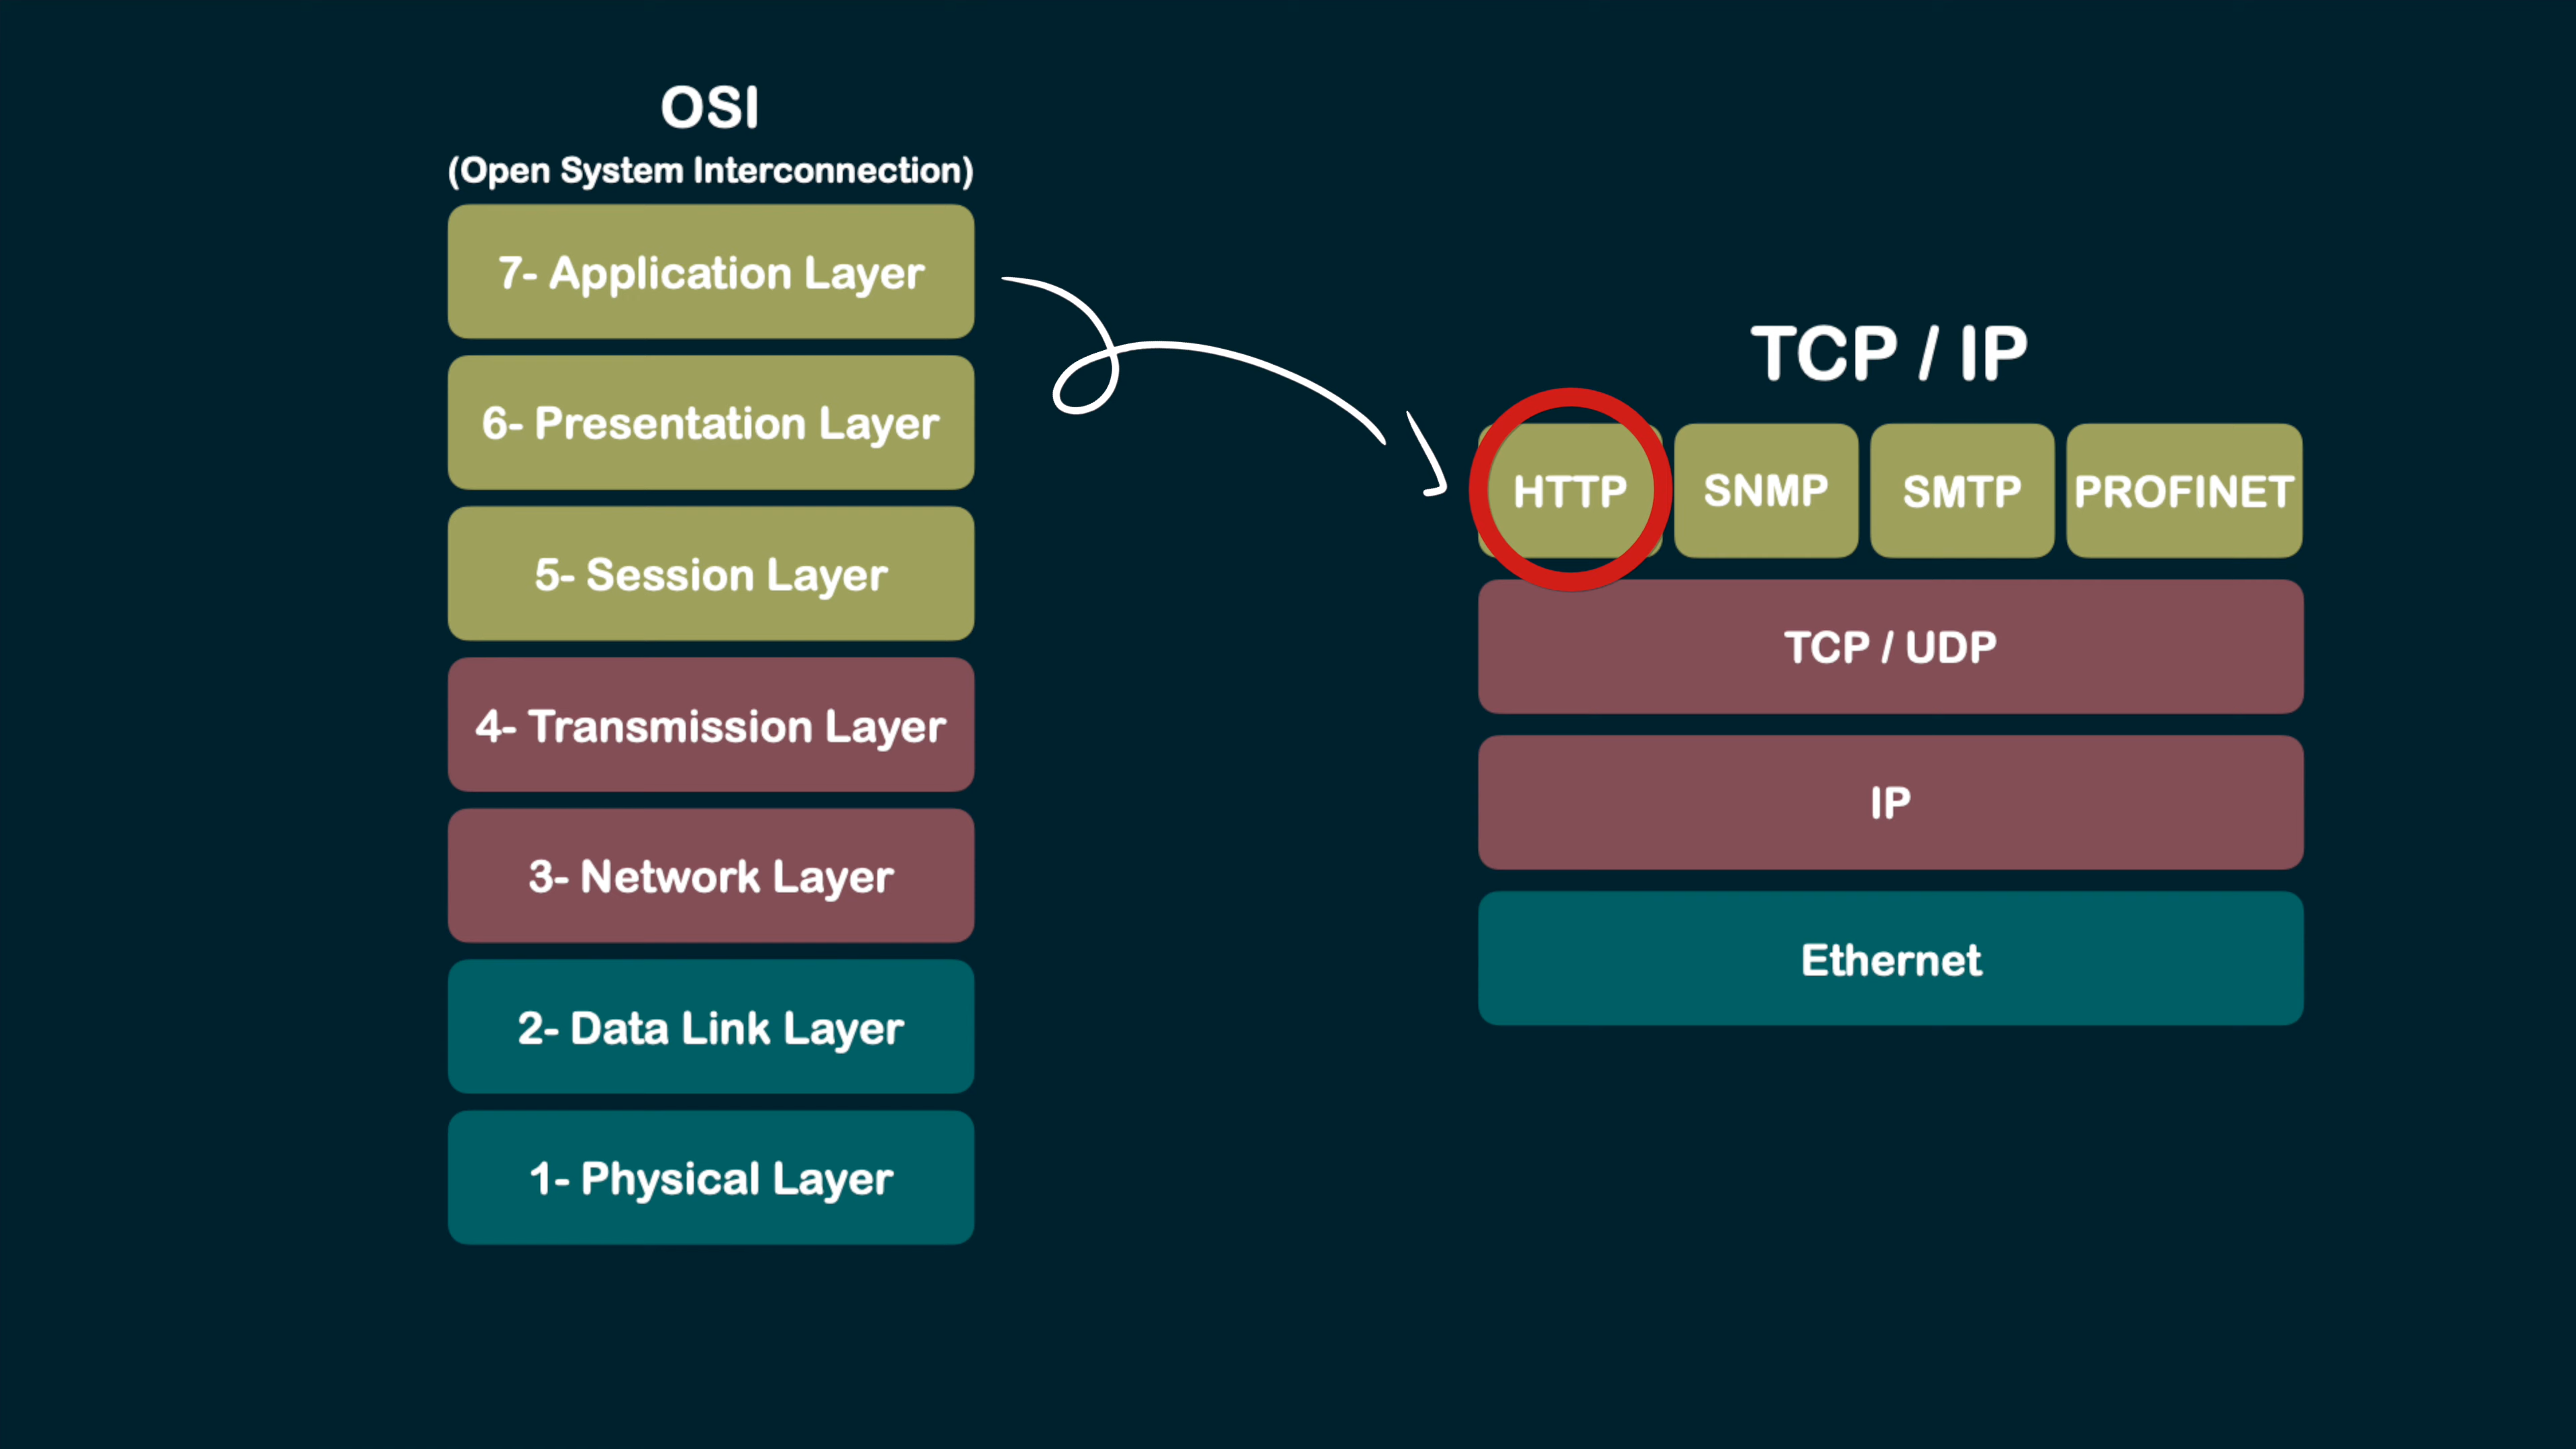 OSI
(Open System Interconnection)
7- Application Layer
6- Presentation Layer
5- Session Layer
4- Transmission Layer
3- Network Layer
2- Data Link Layer
1- Physical Layer
TCP / IP
HTTP SNMP SMTP PROFINET
TCP / UDP
IP
Ethernet